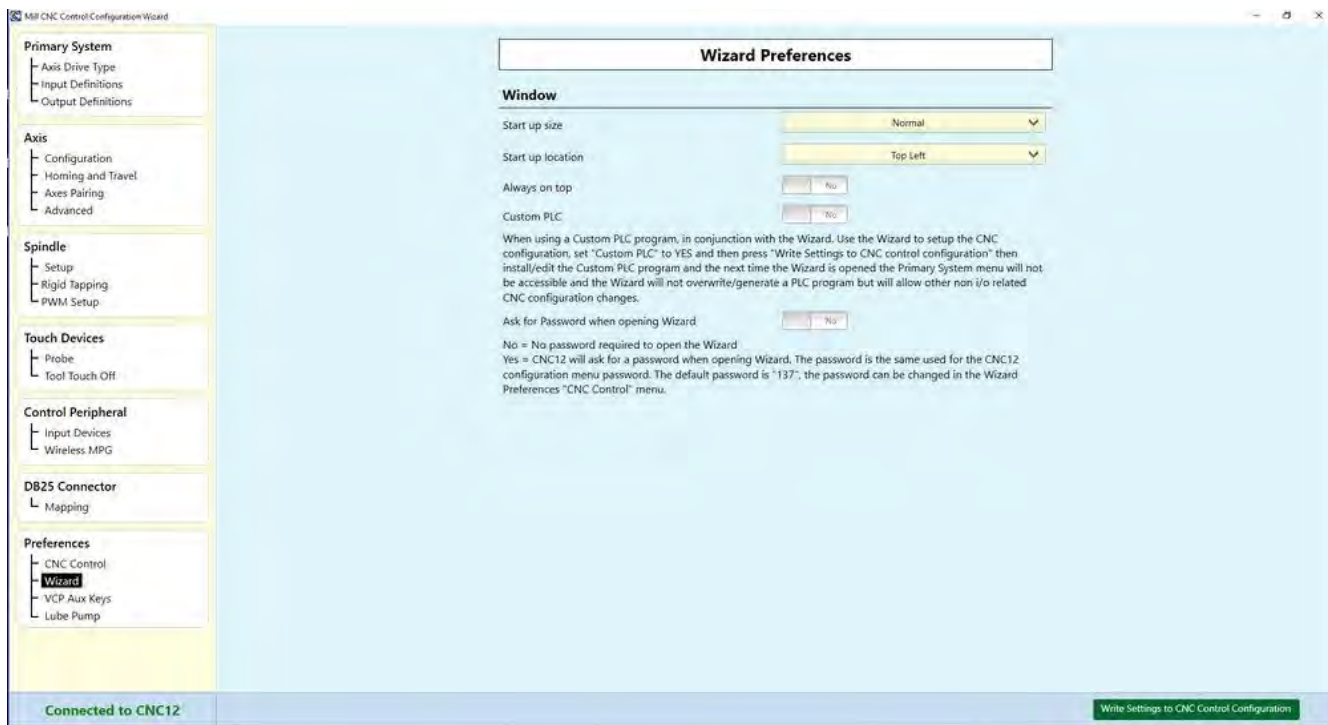 Mill CNC Control Configuration Wizard
Primary System
Axis Drive Type
Input Definitions
Output Definitions
Axis
Configuration
Homing and Travel
Axes Pairing
Advanced
Spindle
Setup
Rigid Tapping
PWM Setup
Touch Devices
Probe
Tool Touch Off
Control Peripheral
Input Devices
Wireless MPG
DB25 Connector
Mapping
Preferences
CNC Control
Wizard
VCP Aux Keys
Lube Pump
Connected to CNC12
Wizard Preferences
Window
Start up size Normal
Start up location Top Left
Always on top No
Custom PLC No
When using a Custom PLC program, in conjunction with the Wizard. Use the Wizard to setup the CNC
configuration, set "Custom PLC" to YES and then press "Write Settings to CNC control configuration" then
install/edit the Custom PLC program and the next time the Wizard is opened the Primary System menu will not
be accessible and the Wizard will not overwrite/generate a PLC program but will allow other non i/o related
CNC configuration changes.
Ask for Password when opening Wizard No
No = No password required to open the Wizard
Yes = CNC12 will ask for a password when opening Wizard. The password is the same used for the CNC12
configuration menu password. The default password is "137", the password can be changed in the Wizard
Preferences "CNC Control" menu.
Write Settings to CNC Control Configuration